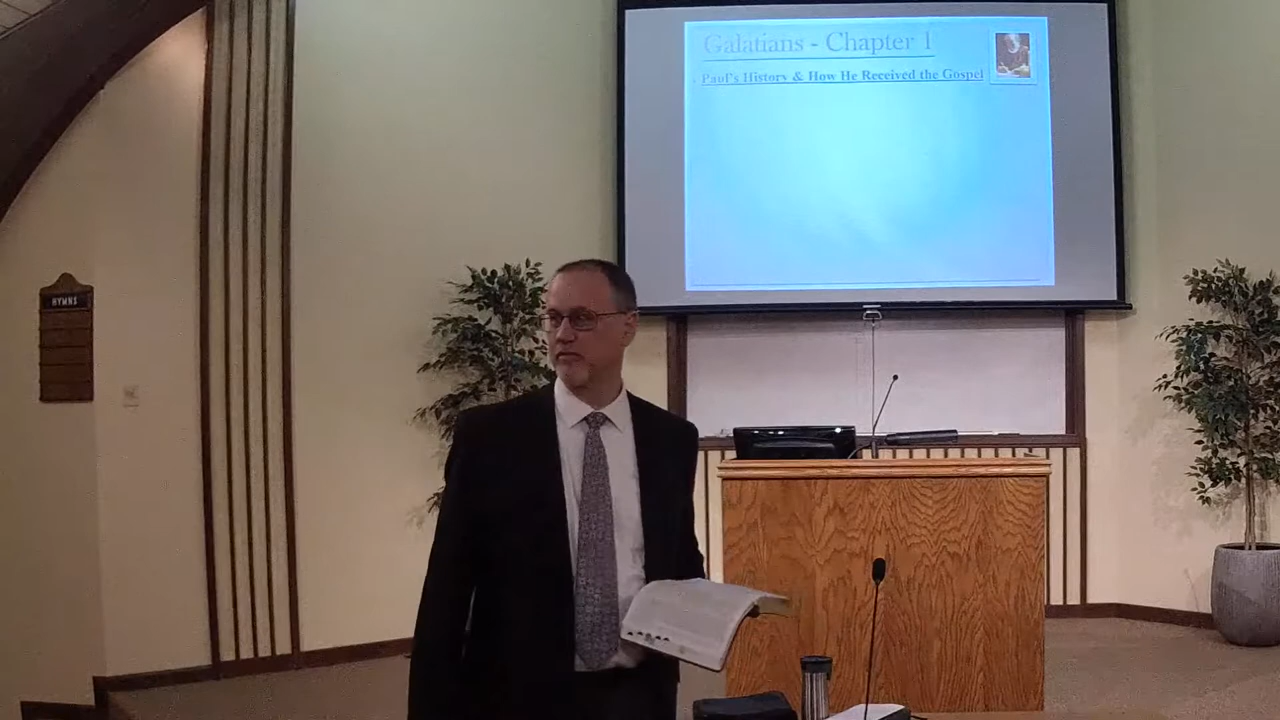 Galatians - Chapter 1
Paul's History & How He Received the Gospel
HYMNS